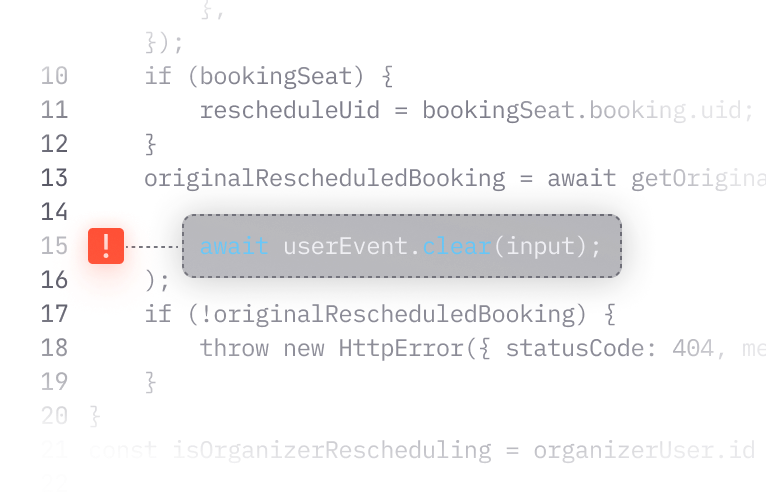 },
});
10 if (bookingSeat) {
11 rescheduleUid = bookingSeat.booking.uid;
12 }
13 originalRescheduledBooking = await getOrigina
14
15 ! await userEvent.clear(input);
16 );
17 if (!originalRescheduledBooking) {
18 throw new HttpError({ statusCode: 404, me
19 }
20 }
21 const isOrganizerRescheduling = organizerUser.id